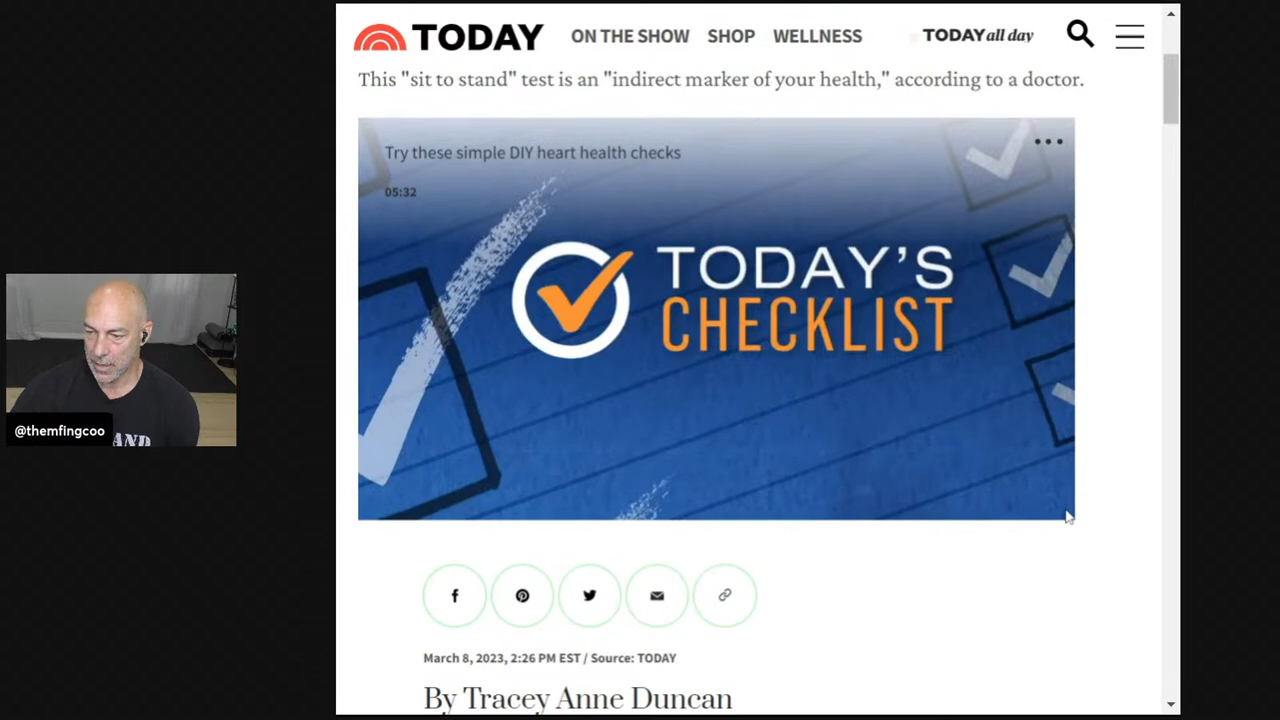 TODAY
ON THE SHOW
SHOP
WELLNESS
TODAY all day
This "sit to stand" test is an "indirect marker of your health," according to a doctor.
Try these simple DIY heart health checks
05:32
TODAY'S
CHECKLIST
AND
@themfingcoo
March 8, 2023, 2:26 PM EST / Source: TODAY
By Tracey Anne Duncan